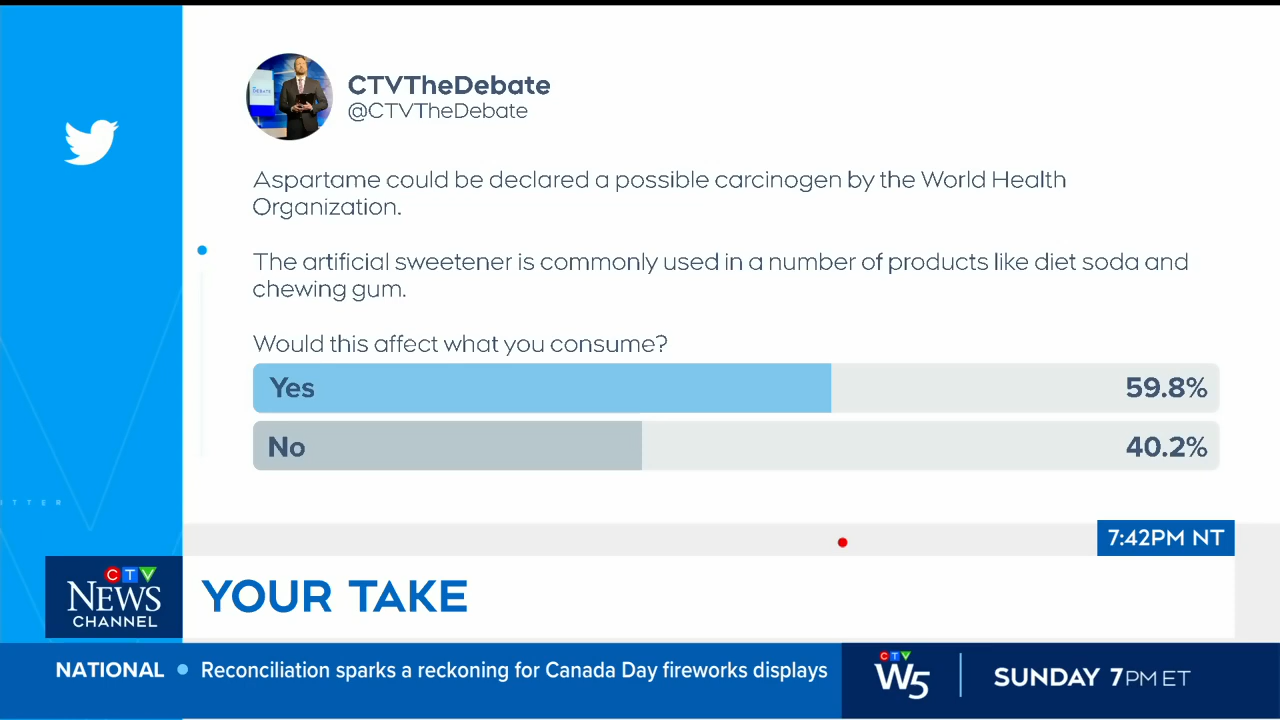 CTVTheDebate
@CTVTheDebate
Aspartame could be declared a possible carcinogen by the World Health
Organization.
The artificial sweetener is commonly used in a number of products like diet soda and
chewing gum.
Would this affect what you consume?
Yes 59.8%
No 40.2%
7:42PM NT
CTV
NEWS
CHANNEL
YOUR TAKE
NATIONAL • Reconciliation sparks a reckoning for Canada Day fireworks displays
CTV
W5
SUNDAY 7PM ET